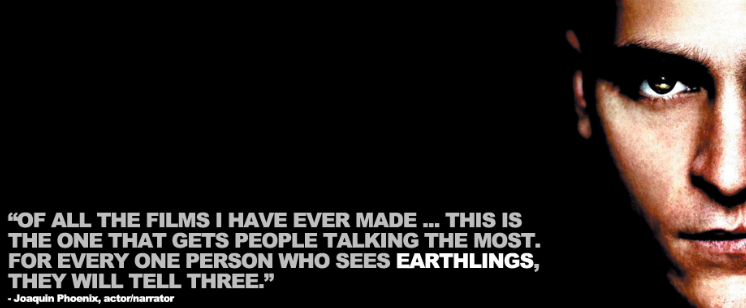 “OF ALL THE FILMS I HAVE EVER MADE ... THIS IS
THE ONE THAT GETS PEOPLE TALKING THE MOST.
FOR EVERY ONE PERSON WHO SEES EARTHLINGS,
THEY WILL TELL THREE.”
- Joaquin Phoenix, actor/narrator